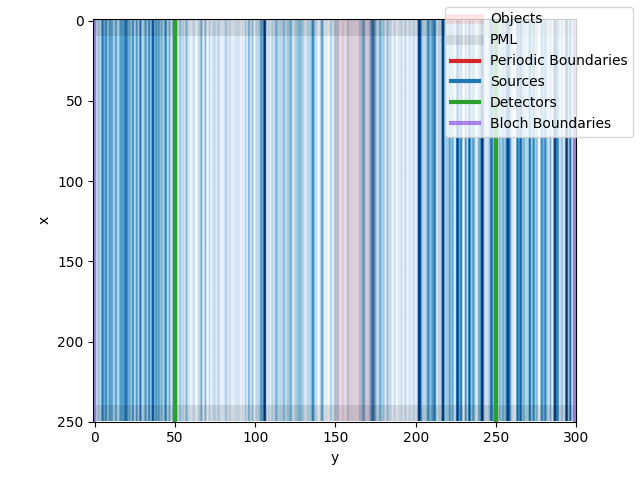 Objects
PML
Periodic Boundaries
Sources
Detectors
Bloch Boundaries
0
50
100
150
200
250
x
0 50 100 150 200 250 300
y